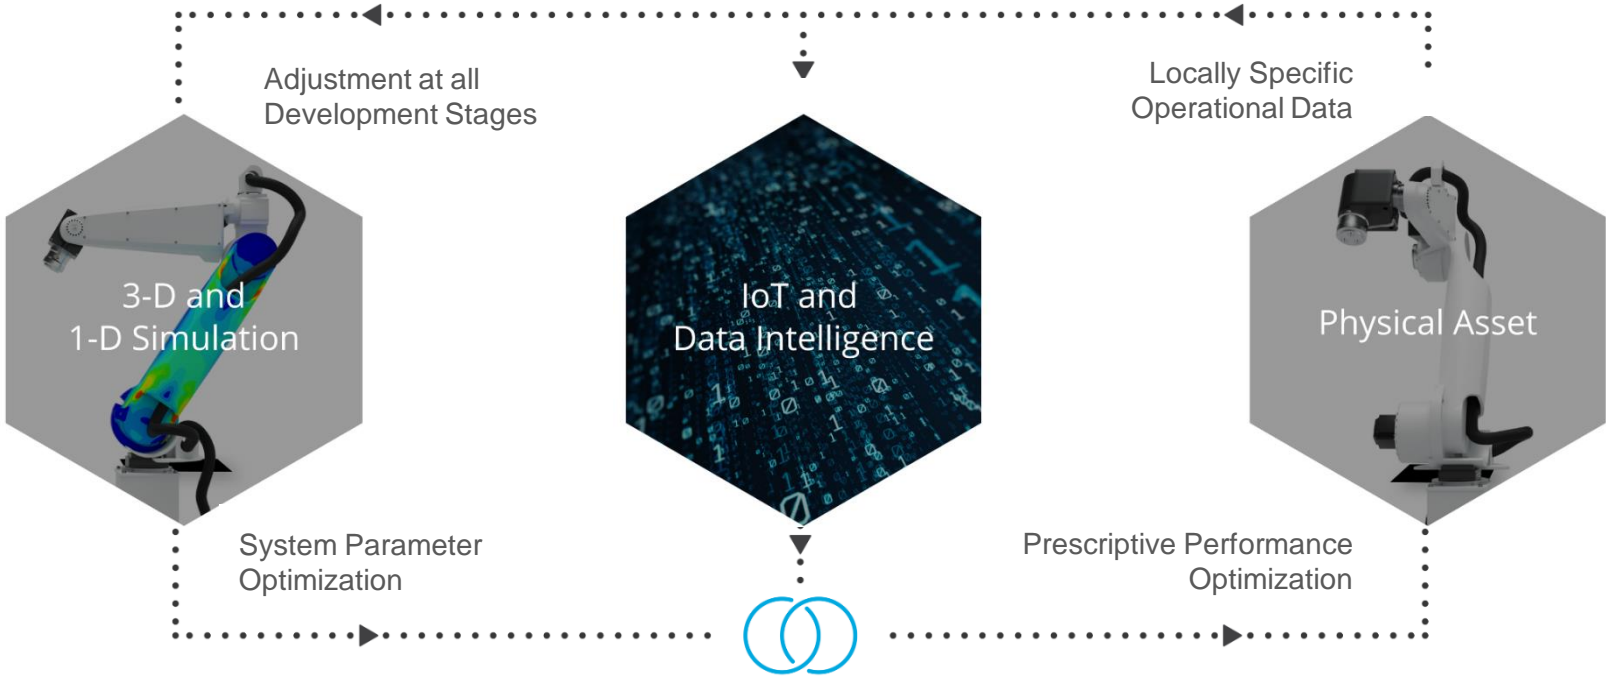 Adjustment at all
Development Stages
Locally Specific
Operational Data
3-D and
1-D Simulation
IoT and
Data Intelligence
Physical Asset
System Parameter
Optimization
Prescriptive Performance
Optimization